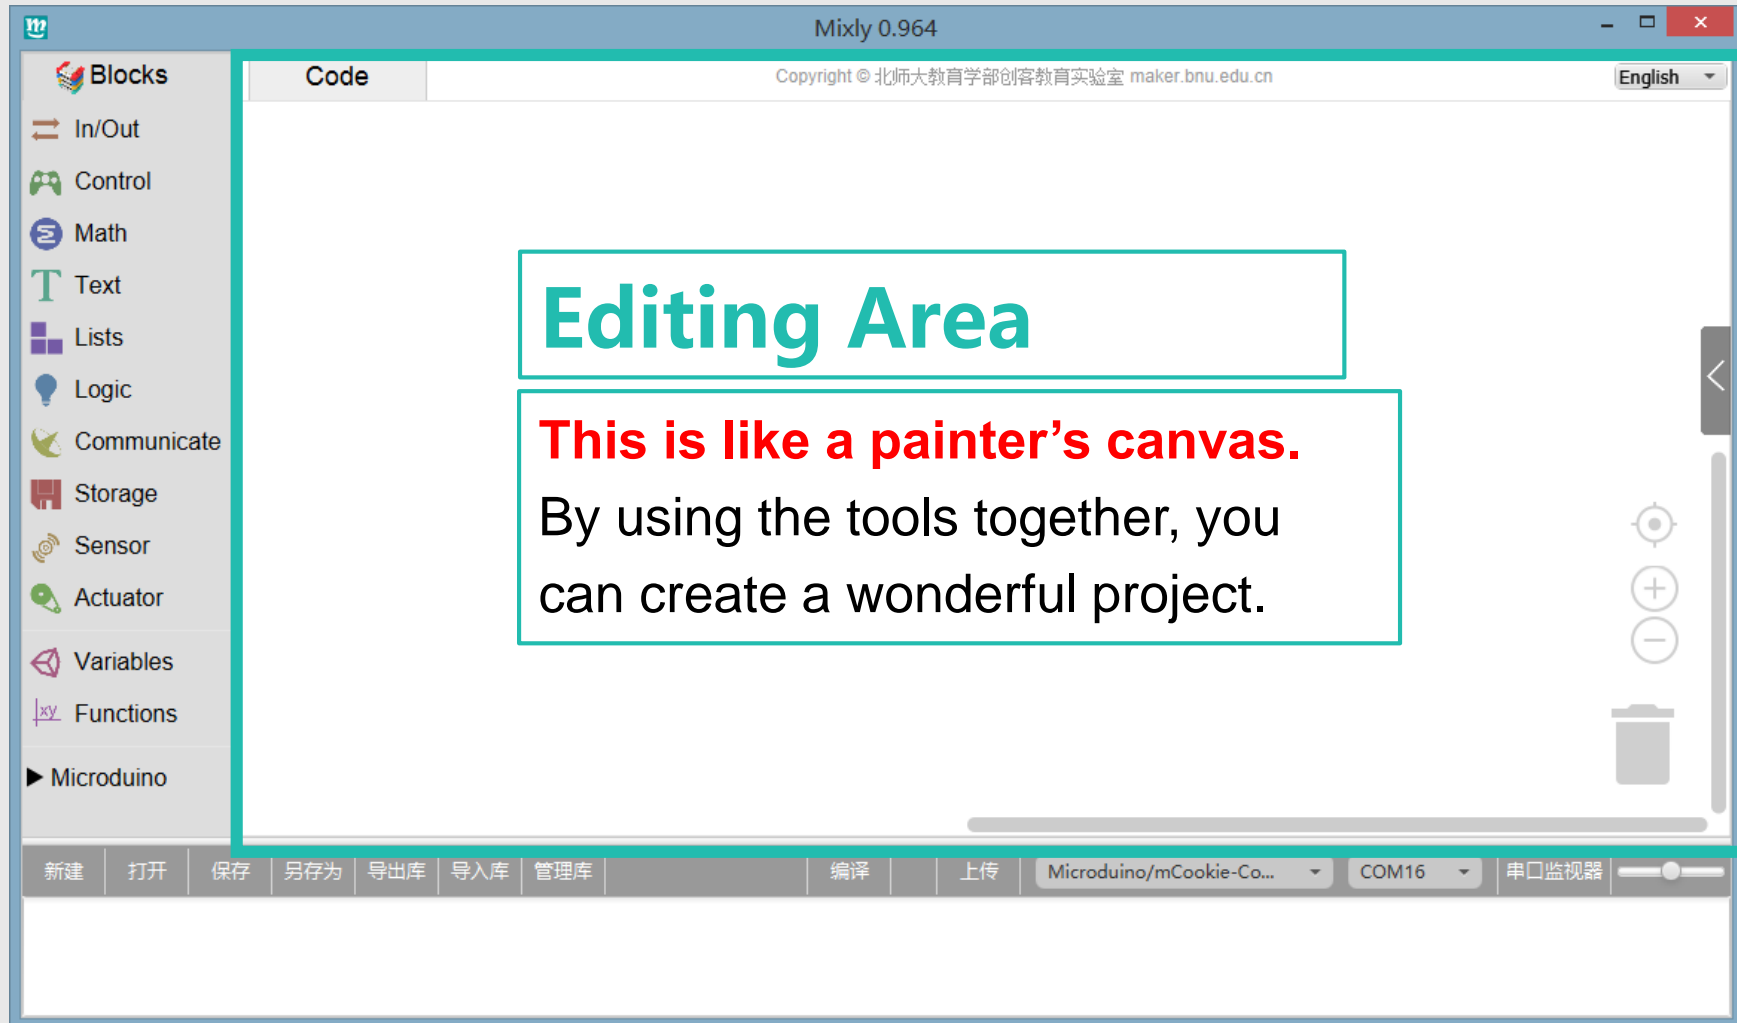 Mixly 0.964
Blocks
Code
Copyright © 北师大教育学部创客教育实验室 maker.bnu.edu.cn
English
In/Out
Control
Math
Text
Lists
Logic
Communicate
Storage
Sensor
Actuator
Variables
Functions
Microduino
Editing Area
This is like a painter’s canvas.
By using the tools together, you
can create a wonderful project.
新建 打开 保存 另存为 导出库 导入库 管理库 编译 上传 Microduino/mCookie-Co... COM16 串口监视器